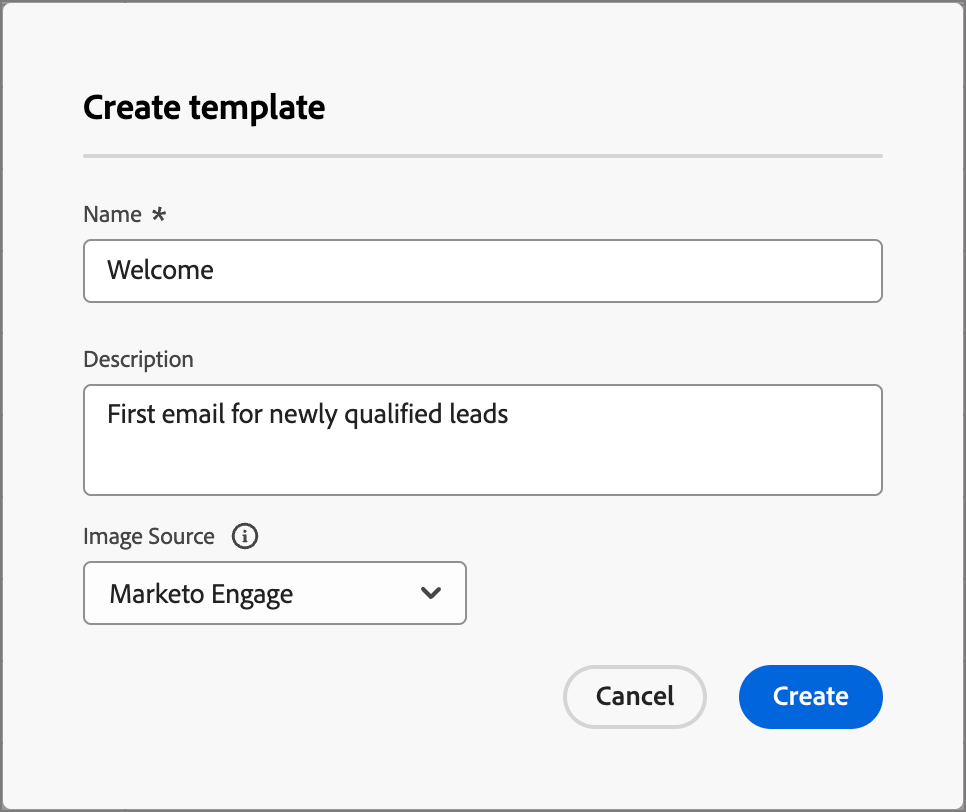 Create template
Name *
Welcome
Description
First email for newly qualified leads
Image Source
Marketo Engage
Cancel Create